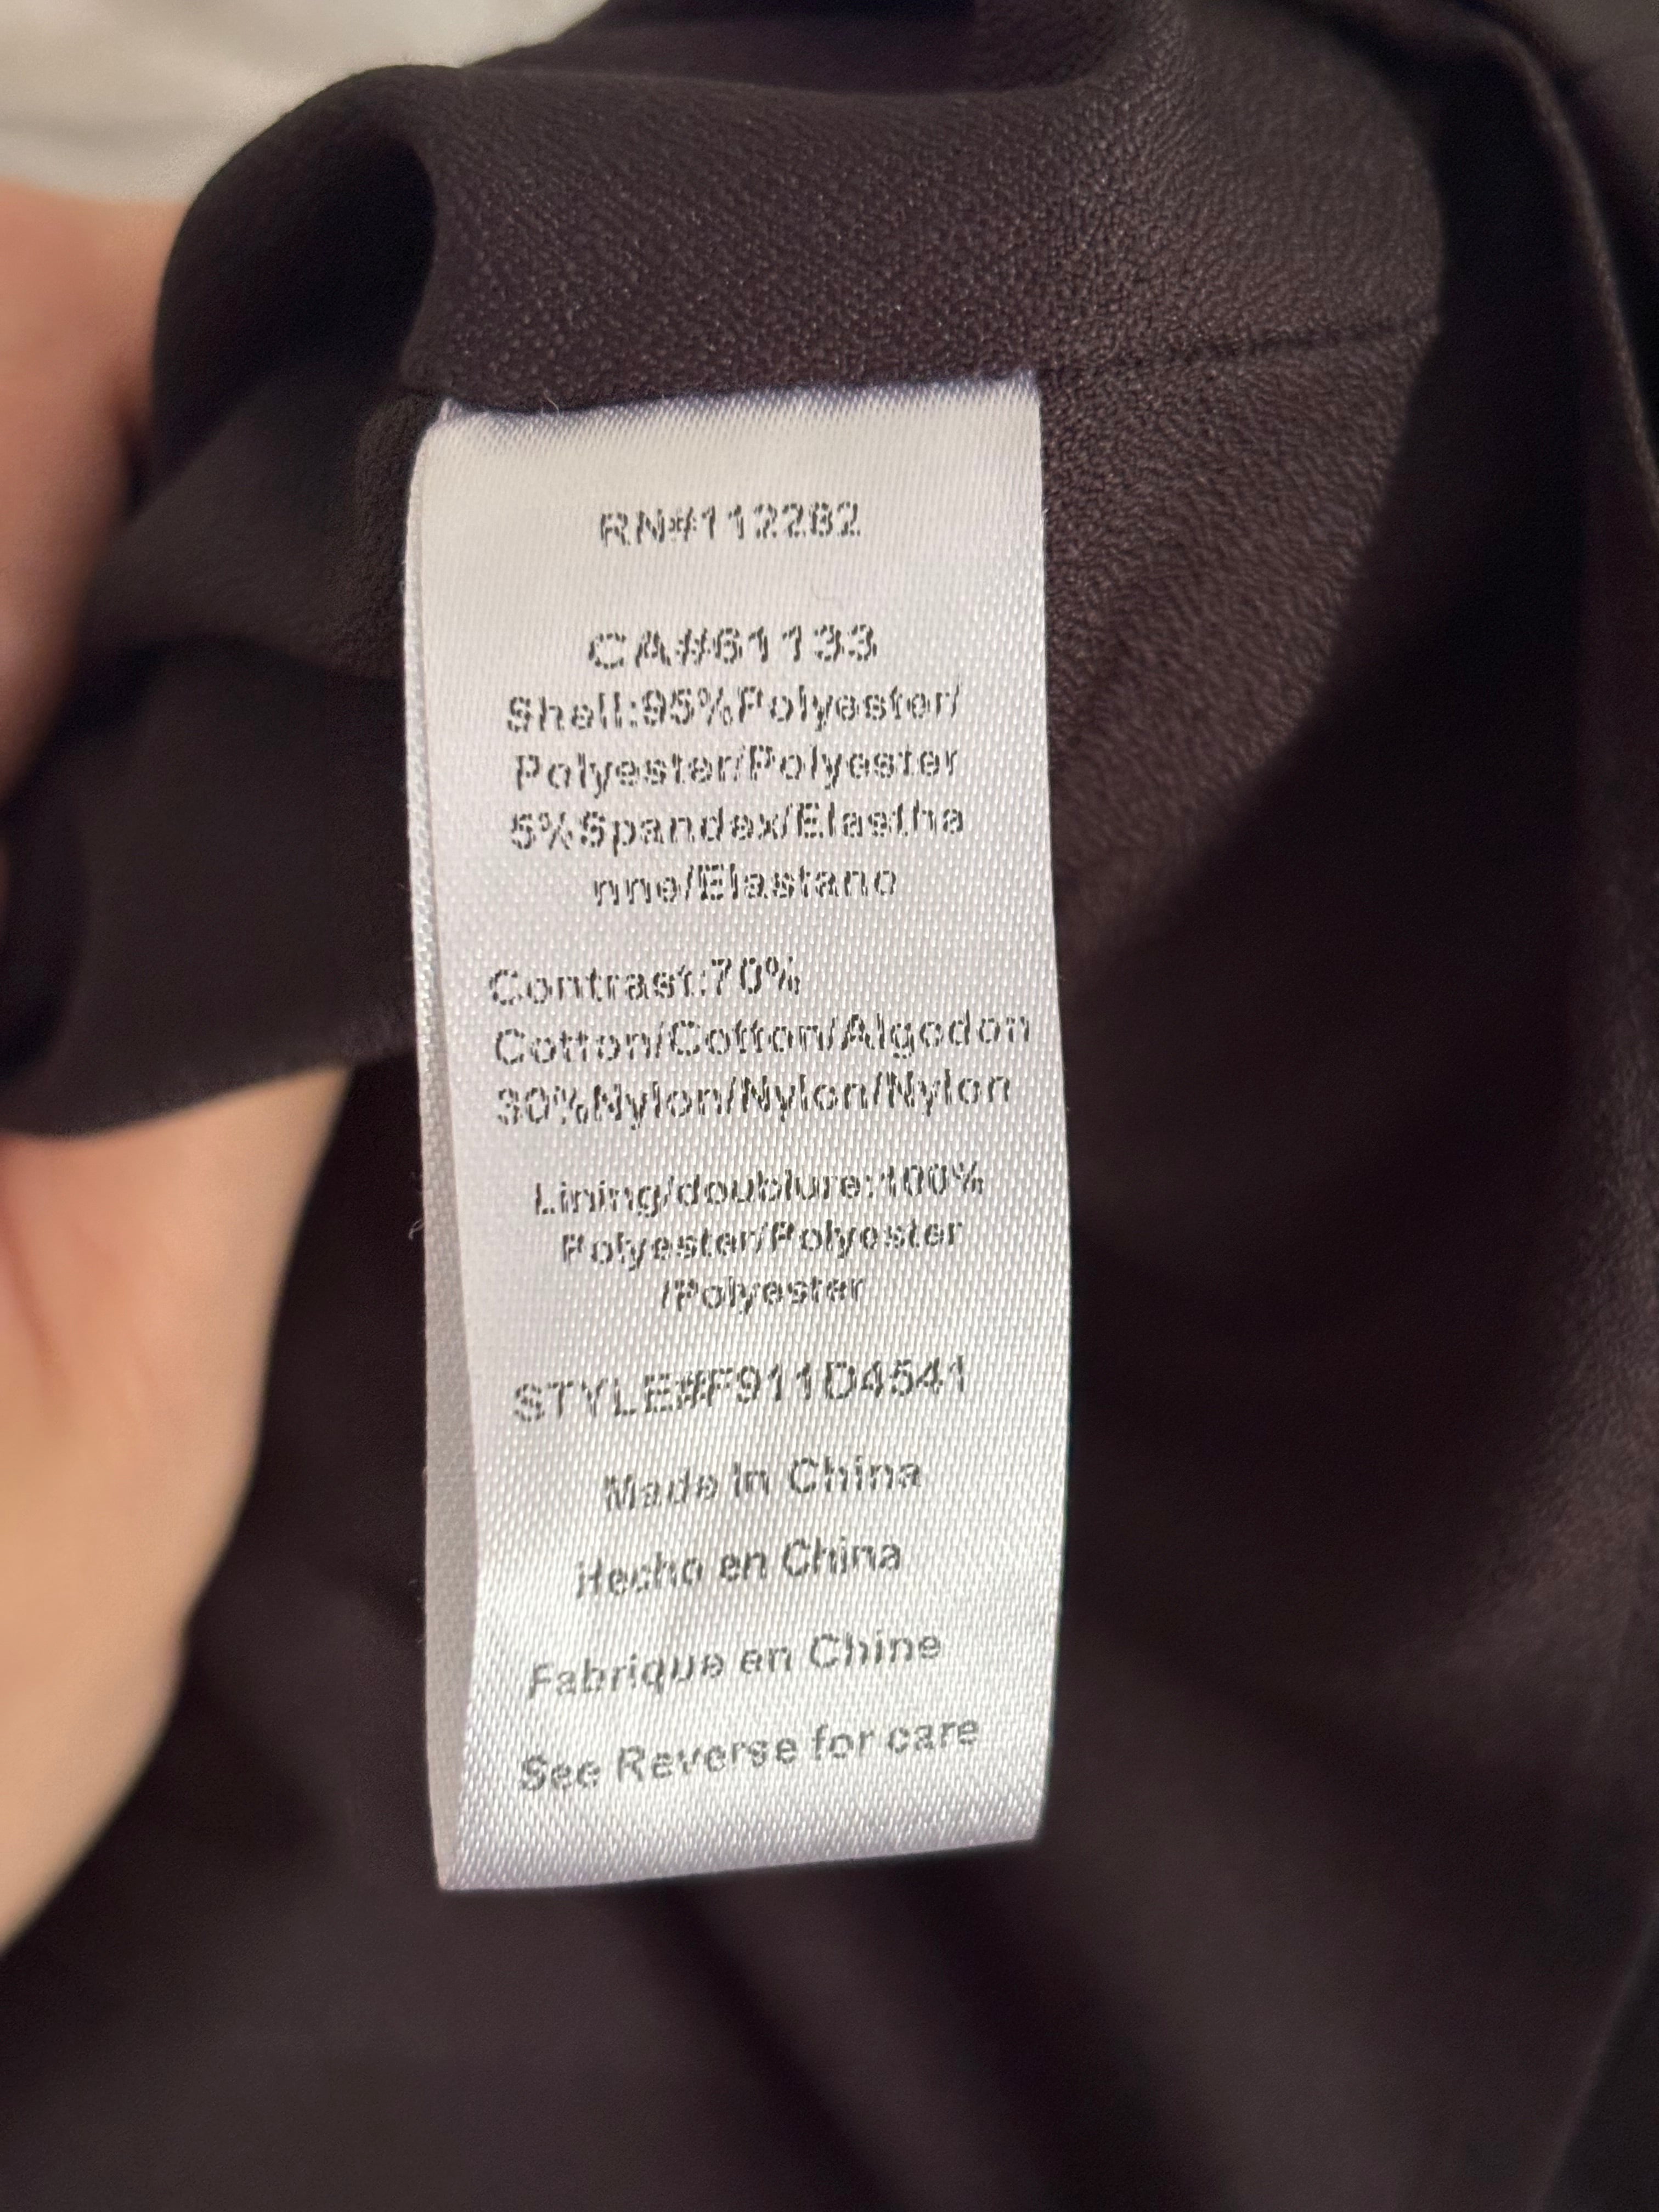 RN#112282
CA#61133
Shell:95%Polyester/
Polyester/Polyester
5%Spandex/Elastha
nne/Elastano
Contrast:70%
Cotton/Cotton/Algodon
30%Nylon/Nylon/Nylon
Lining/doublure:100%
Polyester/Polyester
/Polyester
STYLE#F911D4541
Made In China
Hecho en China
Fabrique en Chine
See Reverse for care